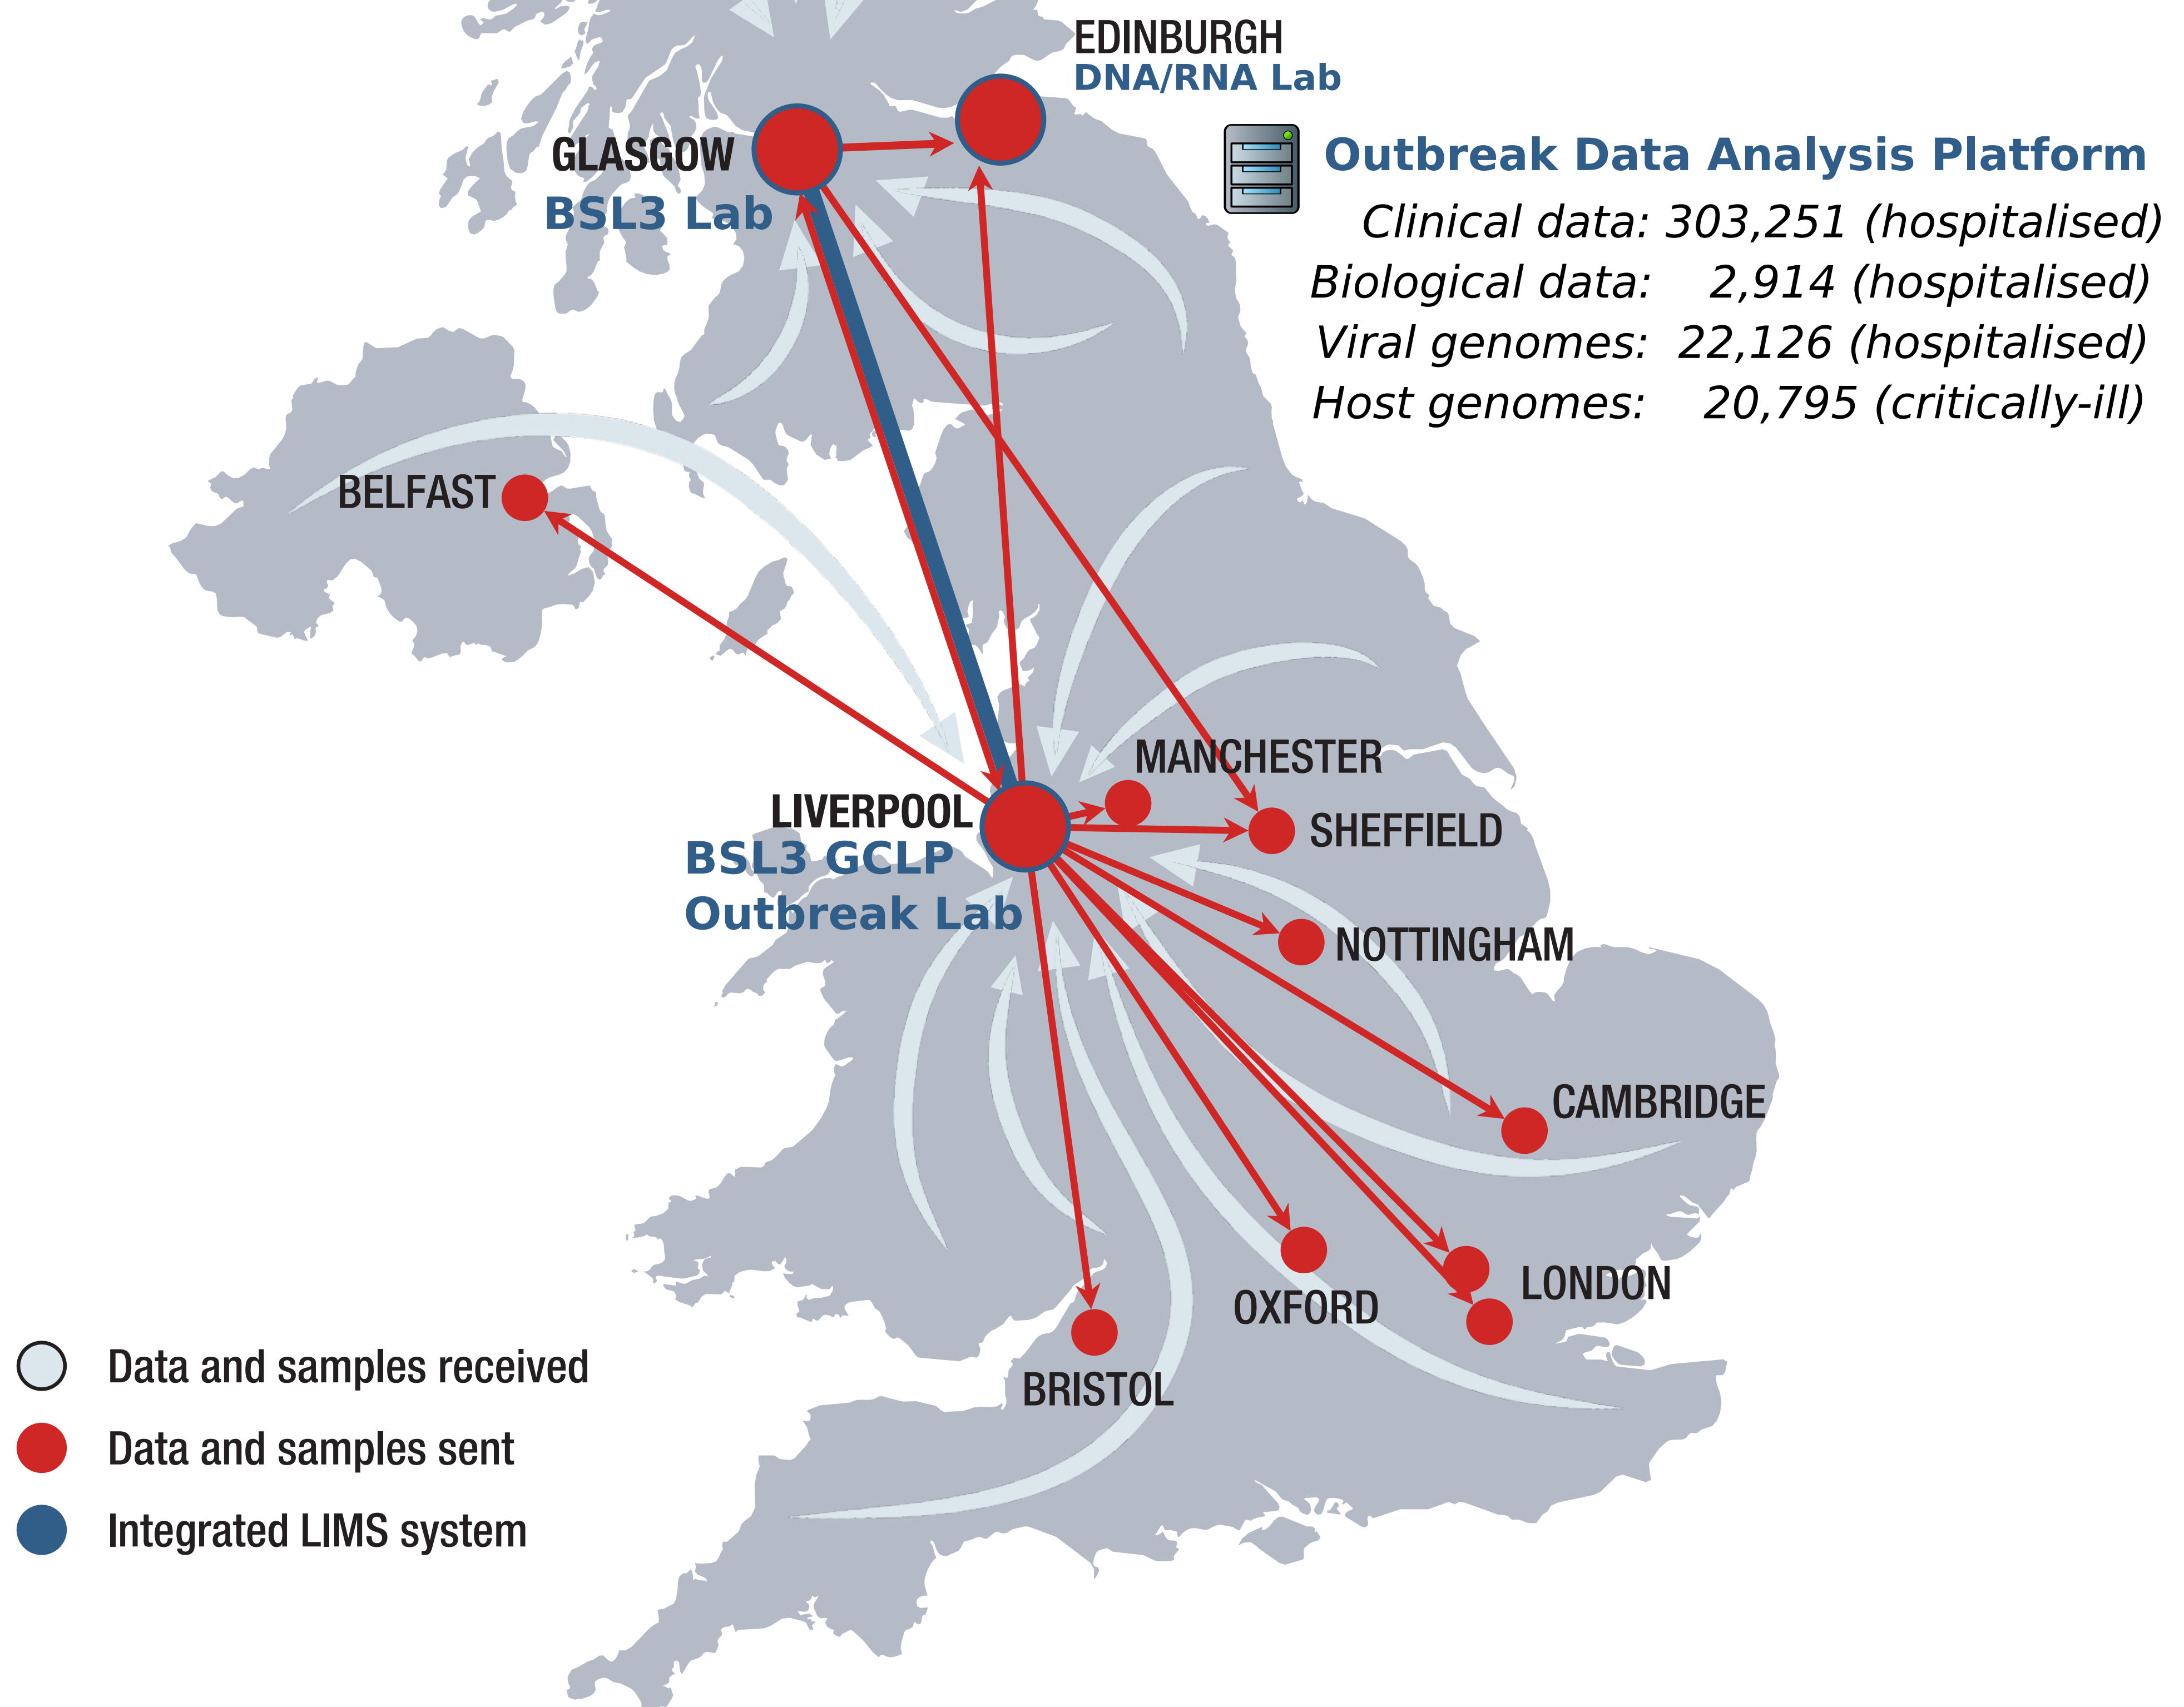 EDINBURGH
DNA/RNA Lab
GLASGOW
BSL3 Lab
Outbreak Data Analysis Platform
Clinical data: 303,251 (hospitalised)
Biological data: 2,914 (hospitalised)
Viral genomes: 22,126 (hospitalised)
Host genomes: 20,795 (critically-ill)
BELFAST
MANCHESTER
LIVERPOOL
BSL3 GCLP
Outbreak Lab
SHEFFIELD
NOTTINGHAM
CAMBRIDGE
LONDON
OXFORD
BRISTOL
Data and samples received
Data and samples sent
Integrated LIMS system